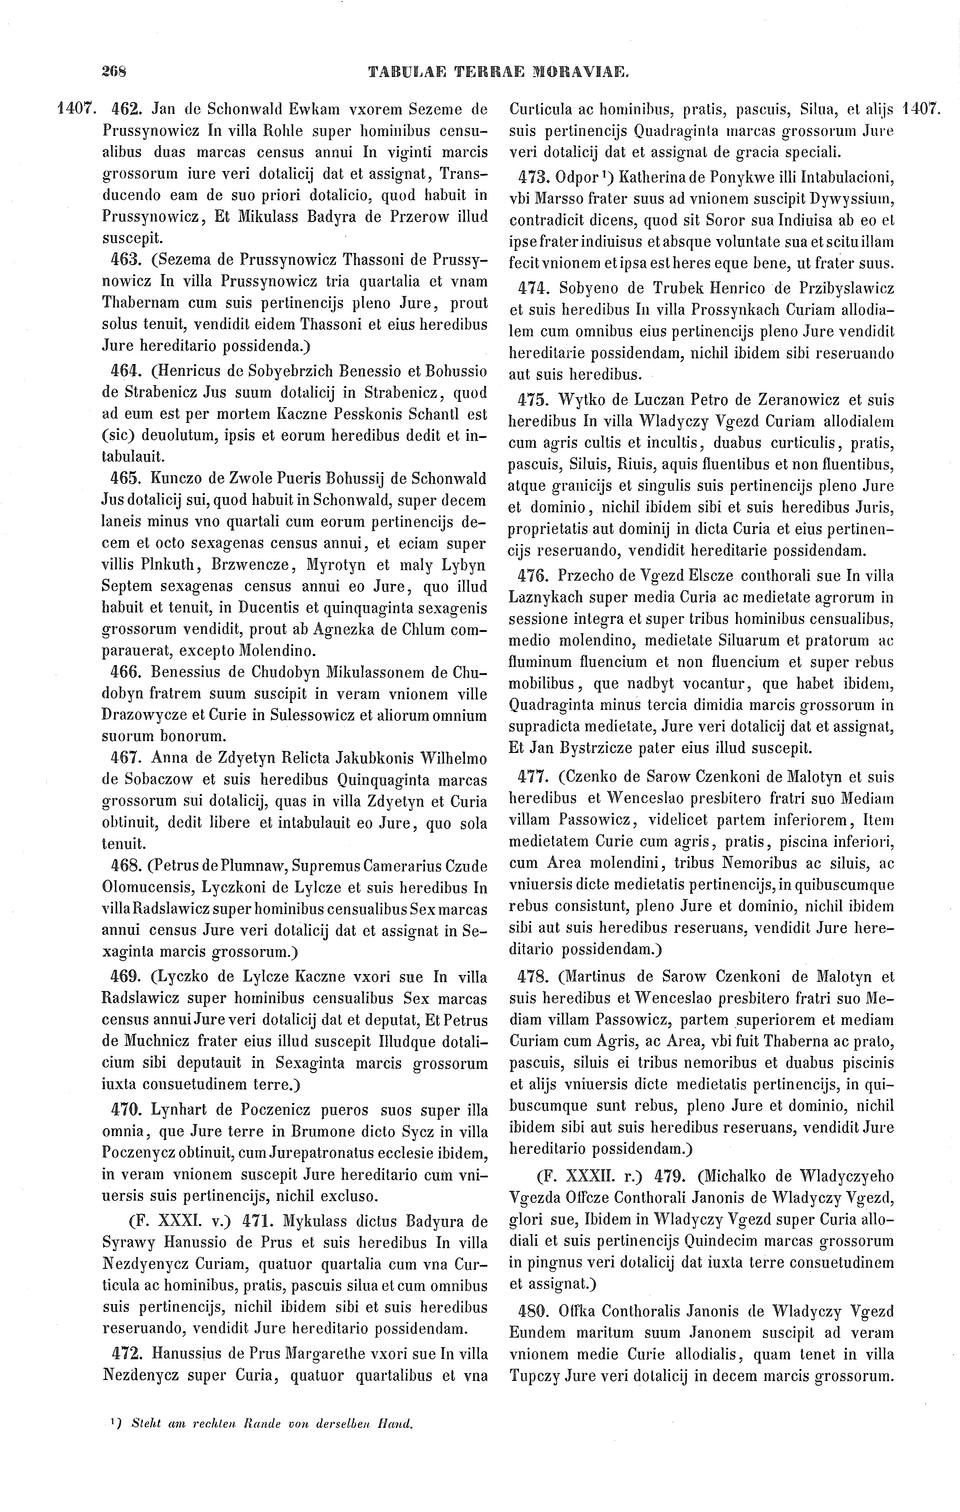 268 TABULAE TERRAE MORAVIAE.
1407. 462. Jan de Schonwald Ewkam vxorem Sezeme de
Prussynowicz In villa Rohle super hominibus censu-
alibus duas marcas census annui In viginti marcis
grossorum iure veri dotalicij dat et assignat, Trans-
ducendo eam de suo priori dotalicio, quod habuit in
Prussynowicz, Et Mikulass Badyra de Przerow illud
suscepit.
463. (Sezema de Prussynowicz Thassoni de Prussy-
nowicz In villa Prussynowicz tria quartalia et vnam
Thabernam cum suis pertinencijs pleno Jure, prout
solus tenuit, vendidit eidem Thassoni et eius heredibus
Jure hereditario possidenda.)
464. (Henricus de Sobyebrzich Benessio et Bohussio
de Strabenicz Jus suum dotalicij in Strabenicz, quod
ad eum est per mortem Kaczne Pesskonis Schantl est
(sic) deuolutum, ipsis et eorum heredibus dedit et in-
tabulauit.
465. Kunczo de Zwole Pueris Bohussij de Schonwald
Jus dotalicij sui, quod habuit in Schonwald, super decem
laneis minus vno quartali cum eorum pertinencijs de-
cem et octo sexagenas census annui, et eciam super
villis Plnkuth, Brzwencze, Myrotyn et maly Lybyn
Septem sexagenas census annui eo Jure, quo illud
habuit et tenuit, in Ducentis et quinquaginta sexagenis
grossorum vendidit, prout ab Agnezka de Chlum com-
parauerat, excepto Molendino.
466. Benessius de Chudobyn Mikulassonem de Chu-
dobyn fratrem suum suscipit in veram vnionem ville
Drazowycze et Curie in Sulessowicz et aliorum omnium
suorum bonorum.
467. Anna de Zdyetyn Relicta Jakubkonis Wilhelmo
de Sobaczow et suis heredibus Quinquaginta marcas
grossorum sui dotalicij, quas in villa Zdyetyn et Curia
obtinuit, dedit libere et intabulauit eo Jure, quo sola
tenuit.
468. (Petrus de Plumnaw, Supremus Camerarius Czude
Olomucensis, Lyczkoni de Lylcze et suis heredibus In
villa Radslawicz super hominibus censualibus Sex marcas
annui census Jure veri dotalicij dat et assignat in Se-
xaginta marcis grossorum.)
469. (Lyczko de Lylcze Kaczne vxori sue In villa
Radslawicz super hominibus censualibus Sex marcas
census annui Jure veri dotalicij dat et deputat, Et Petrus
de Muchnicz frater eius illud suscepit Illudque dotali-
cium sibi deputauit in Sexaginta marcis grossorum
iuxta consuetudinem terre.)
470. Lynhart de Poczenicz pueros suos super illa
omnia, que Jure terre in Brumone dicto Sycz in villa
Poczenycz obtinuit, cum Jurepatronatus ecclesie ibidem,
in veram vnionem suscepit Jure hereditario cum vni-
uersis suis pertinencijs, nichil excluso.
(F. XXXI. v.) 471. Mykulass dictus Badyura de
Syrawy Hanussio de Prus et suis heredibus In villa
Nezdyenycz Curiam, quatuor quartalia cum vna Cur-
ticula ac hominibus, pratis, pascuis silua et cum omnibus
suis pertinencijs, nichil ibidem sibi et suis heredibus
reseruando, vendidit Jure hereditario possidendam.
472. Hanussius de Prus Margarethe vxori sue In villa
Nezdenycz super Curia, quatuor quartalibus et vna
Curticula ac hominibus, pratis, pascuis, Silua, et alijs 1407.
suis pertinencijs Quadraginta marcas grossorum Jure
veri dotalicij dat et assignat de gracia speciali.
473. Odpor ¹) Katherina de Ponykwe illi Intabulacioni,
vbi Marsso frater suus ad vnionem suscipit Dywyssium,
contradicit dicens, quod sit Soror sua Indiuisa ab eo et
ipse frater indiuisus et absque voluntate sua et scitu illam
fecit vnionem et ipsa est heres eque bene, ut frater suus.
474. Sobyeno de Trubek Henrico de Przibyslawicz
et suis heredibus In villa Prossynkach Curiam allodia-
lem cum omnibus eius pertinencijs pleno Jure vendidit
hereditarie possidendam, nichil ibidem sibi reseruando
aut suis heredibus.
475. Wytko de Luczan Petro de Zeranowicz et suis
heredibus In villa Wladyczy Vgezd Curiam allodialem
cum agris cultis et incultis, duabus curticulis, pratis,
pascuis, Siluis, Riuis, aquis fluentibus et non fluentibus,
atque granicijs et singulis suis pertinencijs pleno Jure
et dominio, nichil ibidem sibi et suis heredibus Juris,
proprietatis aut dominij in dicta Curia et eius pertinen-
cijs reseruando, vendidit hereditarie possidendam.
476. Przecho de Vgezd Elscze conthorali sue In villa
Laznykach super media Curia ac medietate agrorum in
sessione integra et super tribus hominibus censualibus,
medio molendino, medietate Siluarum et pratorum ac
fluminum fluencium et non fluencium et super rebus
mobilibus, que nadbyt vocantur, que habet ibidem,
Quadraginta minus tercia dimidia marcis grossorum in
supradicta medietate, Jure veri dotalicij dat et assignat,
Et Jan Bystrzicze pater eius illud suscepit.
477. (Czenko de Sarow Czenkoni de Malotyn et suis
heredibus et Wenceslao presbitero fratri suo Mediam
villam Passowicz, videlicet partem inferiorem, Item
medietatem Curie cum agris, pratis, piscina inferiori,
cum Area molendini, tribus Nemoribus ac siluis, ac
vniuersis dicte medietatis pertinencijs, in quibuscumque
rebus consistunt, pleno Jure et dominio, nichil ibidem
sibi aut suis heredibus reseruans, vendidit Jure here-
ditario possidendam.)
478. (Martinus de Sarow Czenkoni de Malotyn et
suis heredibus et Wenceslao presbitero fratri suo Me-
diam villam Passowicz, partem superiorem et mediam
Curiam cum Agris, ac Area, vbi fuit Thaberna ac prato,
pascuis, siluis ei tribus nemoribus et duabus piscinis
et alijs vniuersis dicte medietatis pertinencijs, in qui-
buscumque sunt rebus, pleno Jure et dominio, nichil
ibidem sibi aut suis heredibus reseruans, vendidit Jure
hereditario possidendam.)
(F. XXXII. r.) 479. (Michalko de Wladyczyeho
Vgezda Offcze Conthorali Janonis de Wladyczy Vgezd,
glori sue, Ibidem in Wladyczy Vgezd super Curia allo-
diali et suis pertinencijs Quindecim marcas grossorum
in pingnus veri dotalicij dat iuxta terre consuetudinem
et assignat.)
480. Offka Conthoralis Janonis de Wladyczy Vgezd
Eundem maritum suum Janonem suscipit ad veram
vnionem medie Curie allodialis, quam tenet in villa
Tupczy Jure veri dotalicij in decem marcis grossorum.
¹) Steht am rechten Rande von derselben Hand.